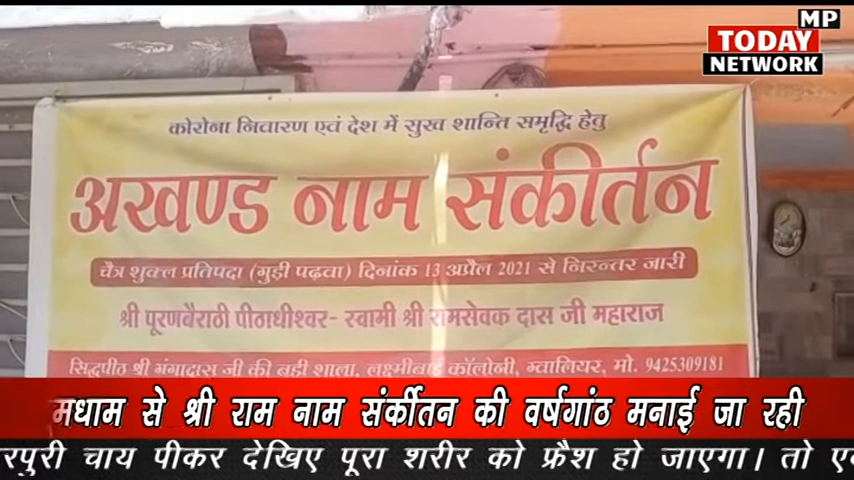 MP
TODAY
NETWORK
कोरोना निवारण एवं देश में सुख शान्ति समृद्धि हेतु
अखण्ड नाम संकीर्तन
चैत्र शुक्ल प्रतिपदा (गुड़ी पढ़वा) दिनांक 13 अप्रैल 2021 से निरन्तर जारी
श्री पूरणबैराठी पीठाधीश्वर- स्वामी श्री रामसेवक दास जी महाराज
सिद्धपीठ श्री गंगादास जी की बड़ी शाला, लक्ष्मीबाई कॉलोनी, ग्वालियर, मो. 9425309181
मधाम से श्री राम नाम संर्कीतन की वर्षगांठ मनाई जा रही
रपुरी चाय पीकर देखिए पूरा शरीर को फ्रैश हो जाएगा। तो